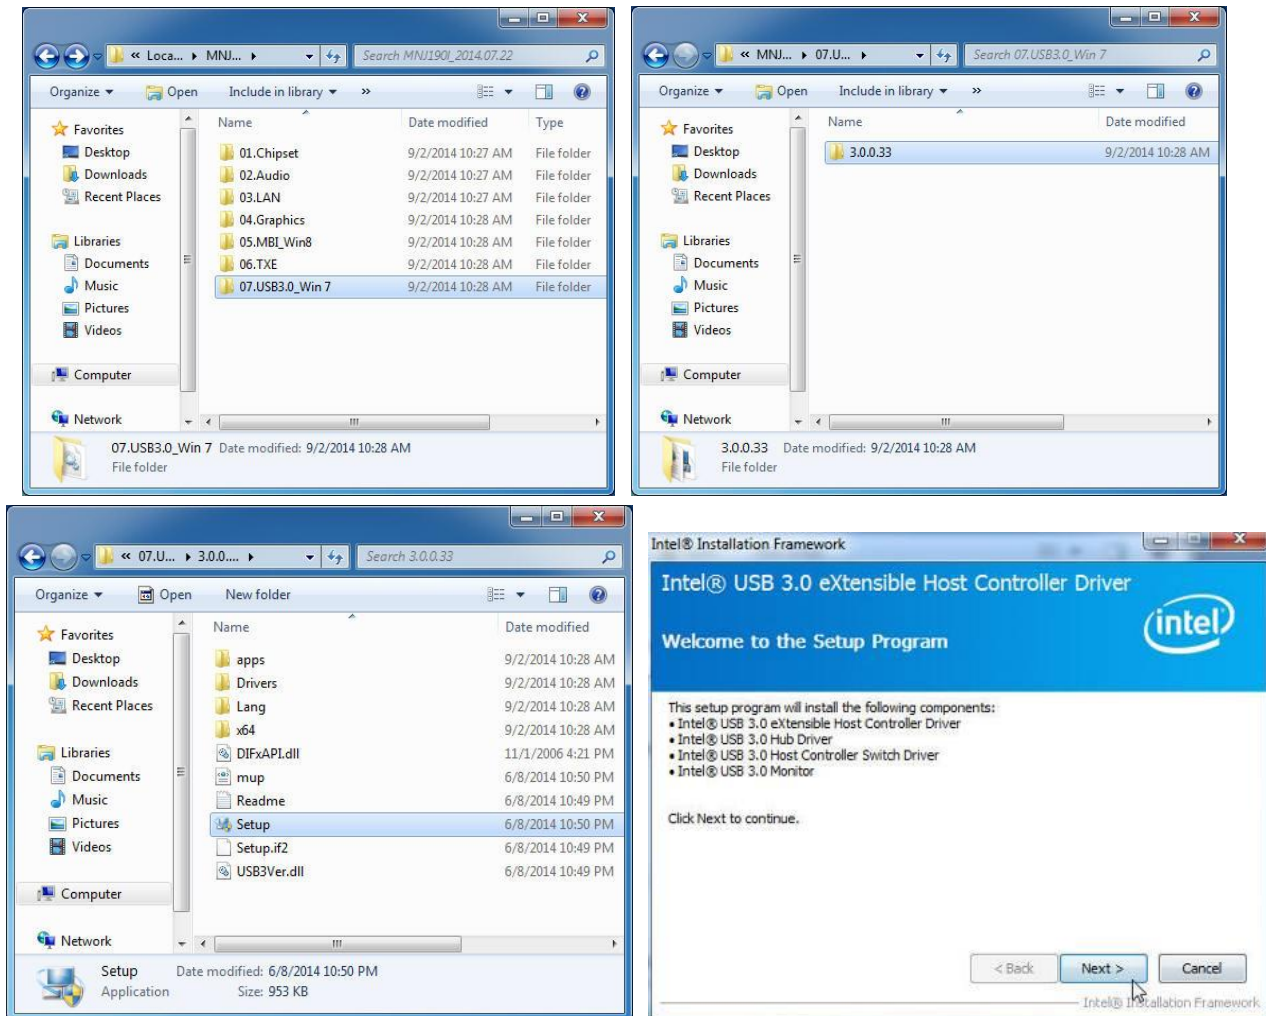 « Loca... ▸ MNJ... ▸
Search MNJ190I_2014.07.22
Organize ▼ Open Include in library ▼ »
Favorites
Desktop
Downloads
Recent Places
Libraries
Documents
Music
Pictures
Videos
Computer
Network
Name Date modified Type
01.Chipset 9/2/2014 10:27 AM File folder
02.Audio 9/2/2014 10:27 AM File folder
03.LAN 9/2/2014 10:27 AM File folder
04.Graphics 9/2/2014 10:28 AM File folder
05.MBI_Win8 9/2/2014 10:28 AM File folder
06.TXE 9/2/2014 10:28 AM File folder
07.USB3.0_Win 7 9/2/2014 10:28 AM File folder
07.USB3.0_Win 7 Date modified: 9/2/2014 10:28 AM
File folder
« MNJ... ▸ 07.U... ▸
Search 07.USB3.0_Win 7
Organize ▼ Open Include in library ▼ »
Favorites
Desktop
Downloads
Recent Places
Libraries
Documents
Music
Pictures
Videos
Computer
Network
Name Date modified
3.0.0.33 9/2/2014 10:28 AM
3.0.0.33 Date modified: 9/2/2014 10:28 AM
File folder
« 07.U... ▸ 3.0.0.... ▸
Search 3.0.0.33
Organize ▼ Open New folder
Favorites
Desktop
Downloads
Recent Places
Libraries
Documents
Music
Pictures
Videos
Computer
Network
Name Date modified
apps 9/2/2014 10:28 AM
Drivers 9/2/2014 10:28 AM
Lang 9/2/2014 10:28 AM
x64 9/2/2014 10:28 AM
DIFxAPI.dll 11/1/2006 4:21 PM
mup 6/8/2014 10:50 PM
Readme 6/8/2014 10:49 PM
Setup 6/8/2014 10:50 PM
Setup.if2 6/8/2014 10:49 PM
USB3Ver.dll 6/8/2014 10:49 PM
Setup Date modified: 6/8/2014 10:50 PM
Application Size: 953 KB
Intel® Installation Framework
Intel® USB 3.0 eXtensible Host Controller Driver
intel
Welcome to the Setup Program
This setup program will install the following components:
• Intel® USB 3.0 eXtensible Host Controller Driver
• Intel® USB 3.0 Hub Driver
• Intel® USB 3.0 Host Controller Switch Driver
• Intel® USB 3.0 Monitor
Click Next to continue.
< Back Next > Cancel
Intel® Installation Framework